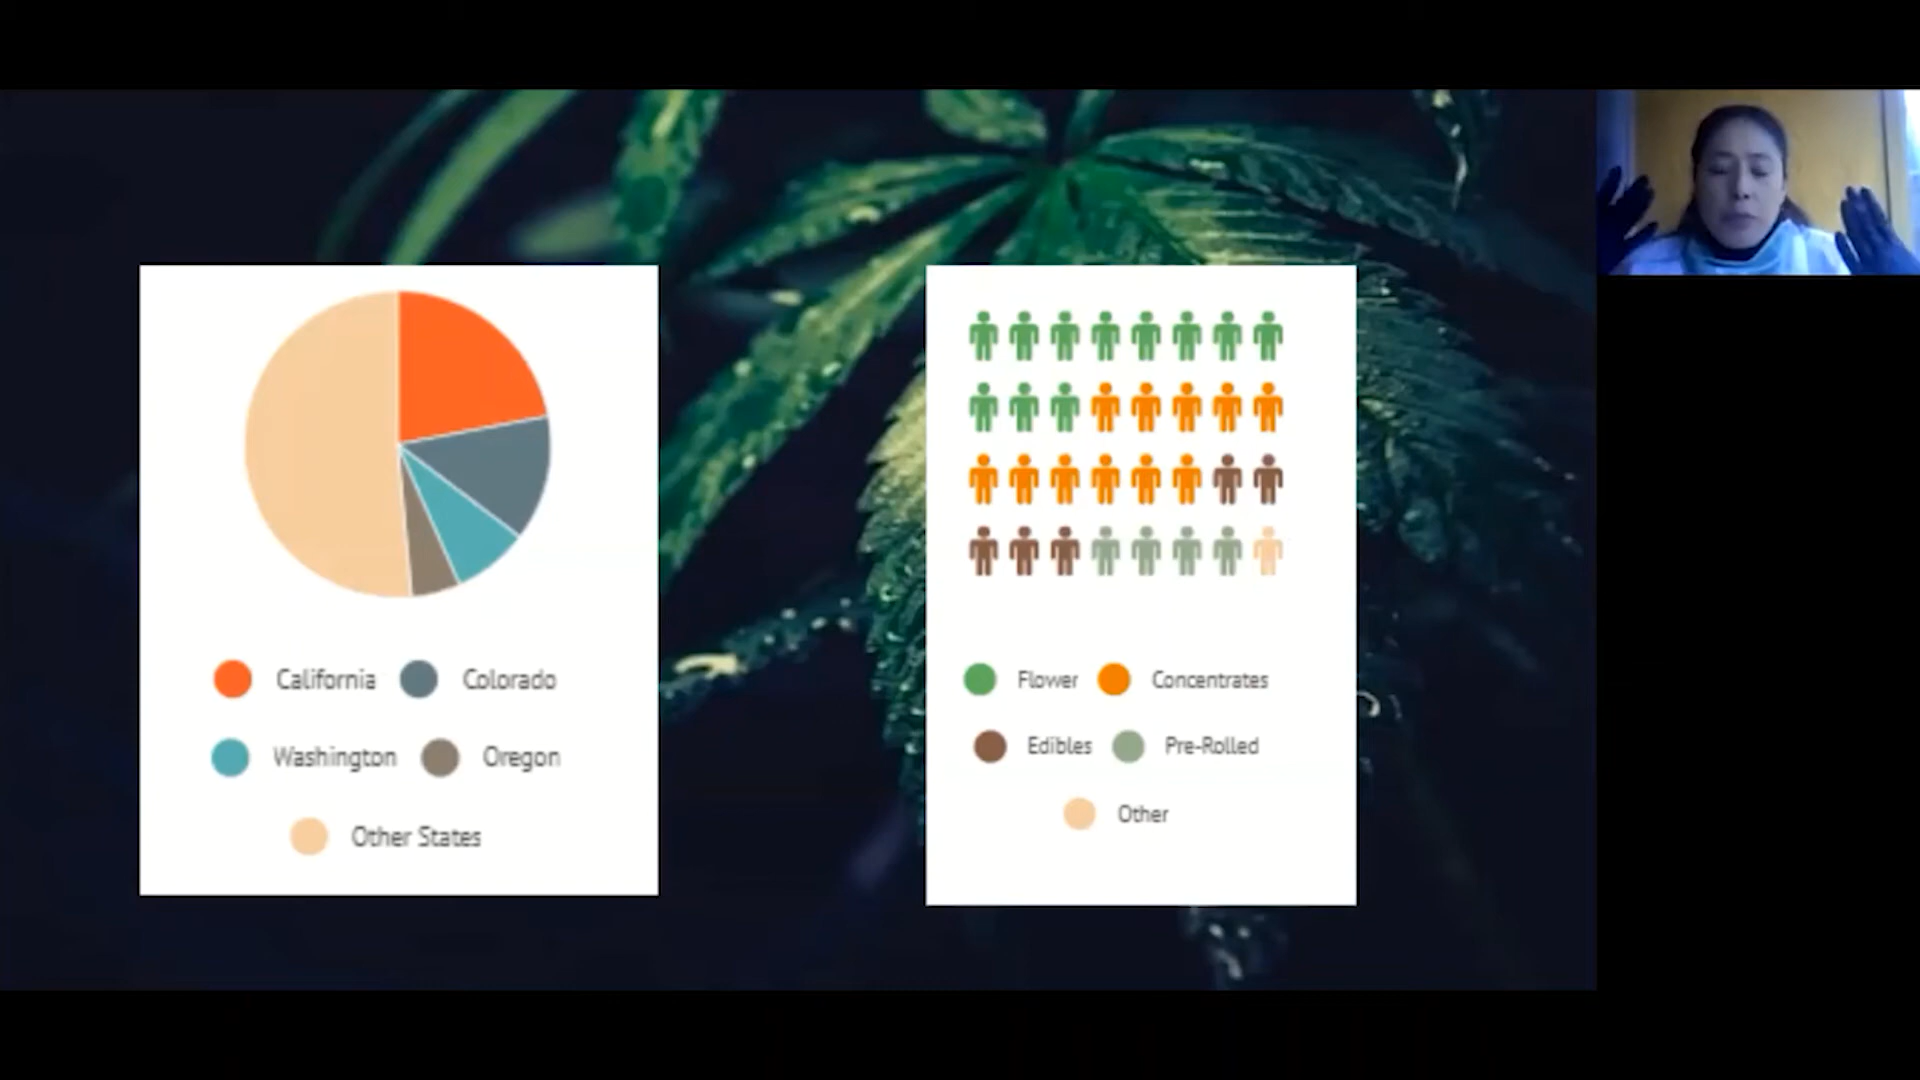 California Colorado
Washington Oregon
Other States
Flower Concentrates
Edibles Pre-Rolled
Other